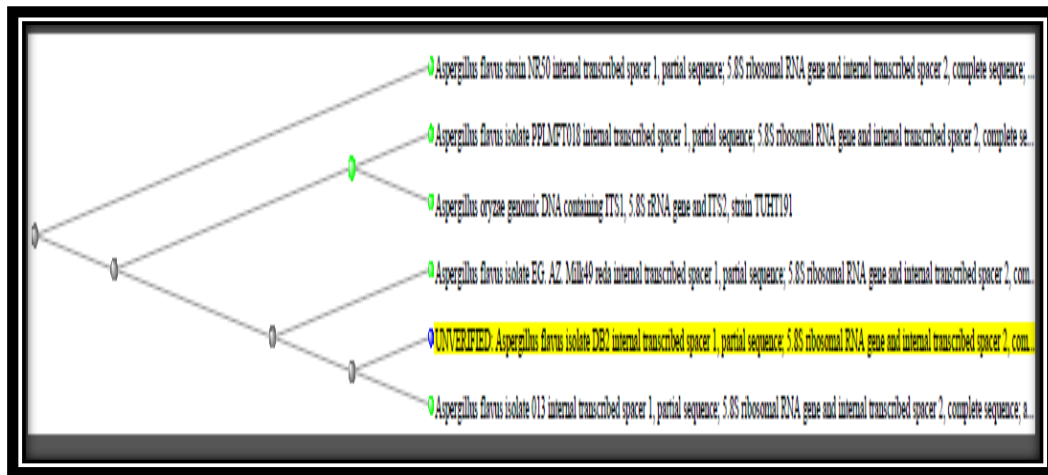 Aspergillus flavus strain NR50 internal transcribed spacer 1, partial sequence; 5.8S ribosomal RNA gene and internal transcribed spacer 2, complete sequence; ...
Aspergillus flavus isolate PPLMFT018 internal transcribed spacer 1, partial sequence; 5.8S ribosomal RNA gene and internal transcribed spacer 2, complete se...
Aspergillus oryzae genomic DNA containing ITS1, 5.8S rRNA gene and ITS2, strain TUHT191
Aspergillus flavus isolate EG. AZ. Milk49 reda internal transcribed spacer 1, partial sequence; 5.8S ribosomal RNA gene and internal transcribed spacer 2, com...
UNVERIFIED: Aspergillus flavus isolate DB2 internal transcribed spacer 1, partial sequence; 5.8S ribosomal RNA gene and internal transcribed spacer 2, com...
Aspergillus flavus isolate 013 internal transcribed spacer 1, partial sequence; 5.8S ribosomal RNA gene and internal transcribed spacer 2, complete sequence; a...